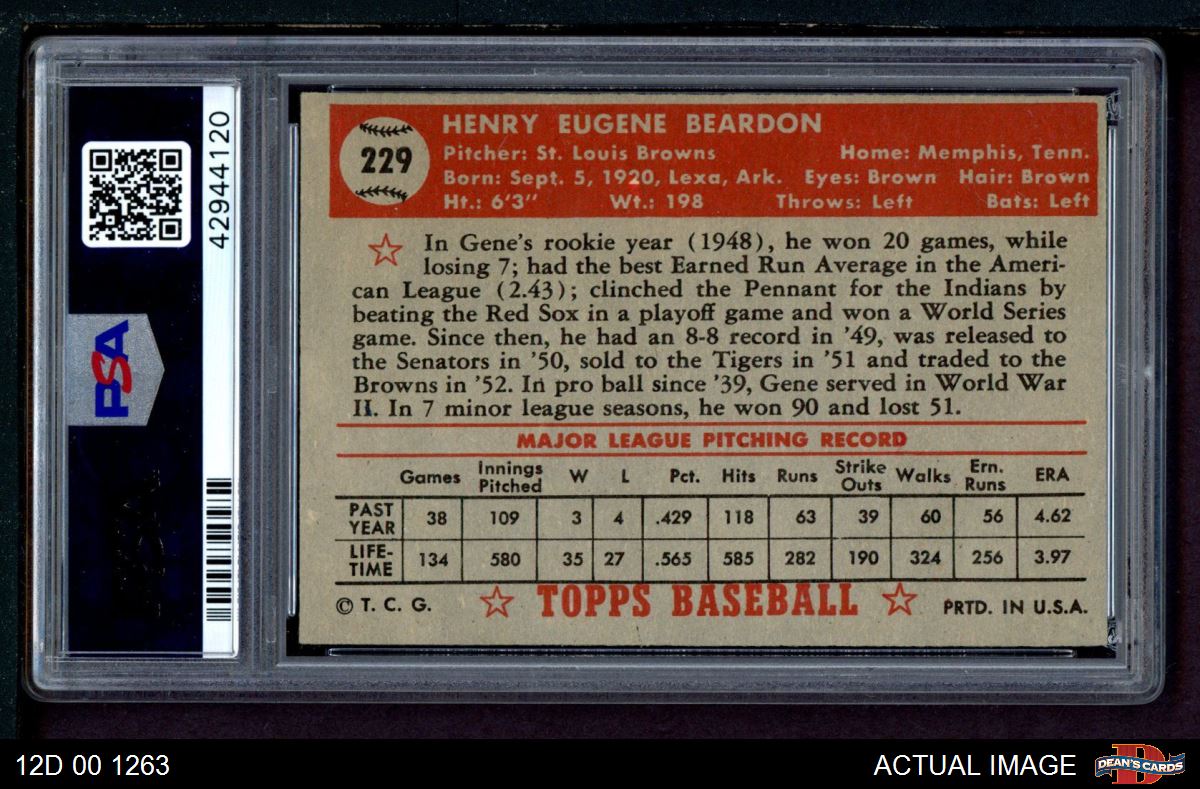 42944120
PSA
229
HENRY EUGENE BEARDON
Pitcher: St. Louis Browns Home: Memphis, Tenn.
Born: Sept. 5, 1920, Lexa, Ark. Eyes: Brown Hair: Brown
Ht.: 6'3" Wt.: 198 Throws: Left Bats: Left
In Gene's rookie year (1948), he won 20 games, while
losing 7; had the best Earned Run Average in the Ameri-
can League (2.43); clinched the Pennant for the Indians by
beating the Red Sox in a playoff game and won a World Series
game. Since then, he had an 8-8 record in '49, was released to
the Senators in '50, sold to the Tigers in '51 and traded to the
Browns in '52. In pro ball since '39, Gene served in World War
II. In 7 minor league seasons, he won 90 and lost 51.
MAJOR LEAGUE PITCHING RECORD
Games Innings Pitched W L Pct. Hits Runs Strike Outs Walks Ern. Runs ERA
PAST YEAR 38 109 3 4 .429 118 63 39 60 56 4.62
LIFE-TIME 134 580 35 27 .565 585 282 190 324 256 3.97
© T. C. G. TOPPS BASEBALL PRTD. IN U.S.A.
12D 00 1263 ACTUAL IMAGE DEAN'S CARDS